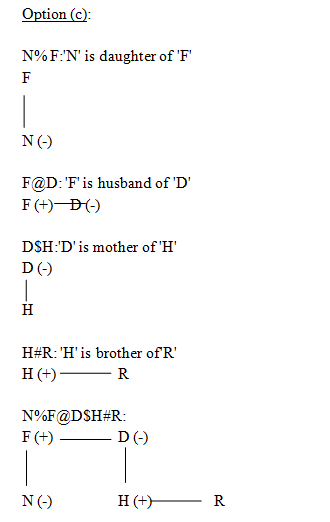 Option (c):
N%F:'N' is daughter of 'F'
F
N (-)
F@D: 'F' is husband of 'D'
F (+) D (-)
D$H:'D' is mother of 'H'
D (-)
H
H#R: 'H' is brother of'R'
H (+) R
N%F@D$H#R:
F (+) D (-)
N (-) H (+) R